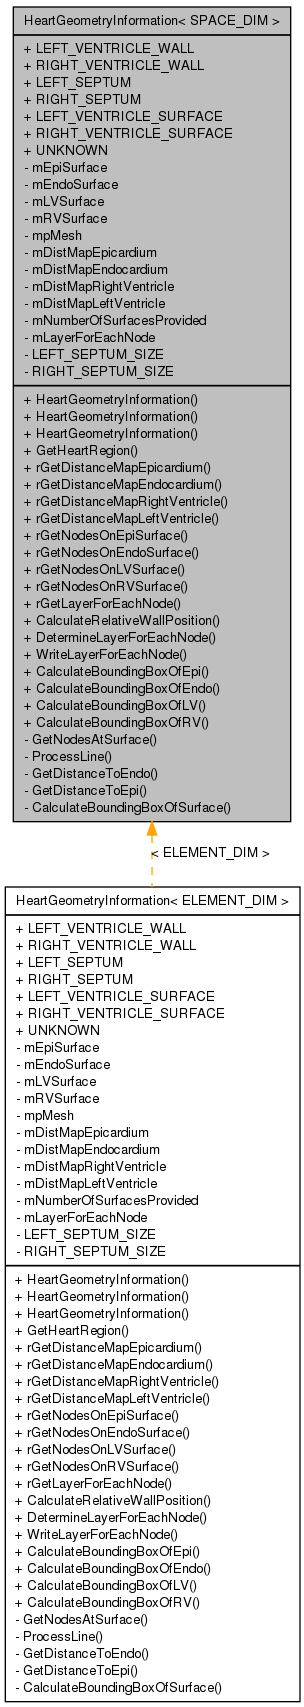 HeartGeometryInformation< SPACE_DIM >
+ LEFT_VENTRICLE_WALL
+ RIGHT_VENTRICLE_WALL
+ LEFT_SEPTUM
+ RIGHT_SEPTUM
+ LEFT_VENTRICLE_SURFACE
+ RIGHT_VENTRICLE_SURFACE
+ UNKNOWN
- mEpiSurface
- mEndoSurface
- mLVSurface
- mRVSurface
- mpMesh
- mDistMapEpicardium
- mDistMapEndocardium
- mDistMapRightVentricle
- mDistMapLeftVentricle
- mNumberOfSurfacesProvided
- mLayerForEachNode
- LEFT_SEPTUM_SIZE
- RIGHT_SEPTUM_SIZE
+ HeartGeometryInformation()
+ HeartGeometryInformation()
+ HeartGeometryInformation()
+ GetHeartRegion()
+ rGetDistanceMapEpicardium()
+ rGetDistanceMapEndocardium()
+ rGetDistanceMapRightVentricle()
+ rGetDistanceMapLeftVentricle()
+ rGetNodesOnEpiSurface()
+ rGetNodesOnEndoSurface()
+ rGetNodesOnLVSurface()
+ rGetNodesOnRVSurface()
+ rGetLayerForEachNode()
+ CalculateRelativeWallPosition()
+ DetermineLayerForEachNode()
+ WriteLayerForEachNode()
+ CalculateBoundingBoxOfEpi()
+ CalculateBoundingBoxOfEndo()
+ CalculateBoundingBoxOfLV()
+ CalculateBoundingBoxOfRV()
- GetNodesAtSurface()
- ProcessLine()
- GetDistanceToEndo()
- GetDistanceToEpi()
- CalculateBoundingBoxOfSurface()
< ELEMENT_DIM >
HeartGeometryInformation< ELEMENT_DIM >
+ LEFT_VENTRICLE_WALL
+ RIGHT_VENTRICLE_WALL
+ LEFT_SEPTUM
+ RIGHT_SEPTUM
+ LEFT_VENTRICLE_SURFACE
+ RIGHT_VENTRICLE_SURFACE
+ UNKNOWN
- mEpiSurface
- mEndoSurface
- mLVSurface
- mRVSurface
- mpMesh
- mDistMapEpicardium
- mDistMapEndocardium
- mDistMapRightVentricle
- mDistMapLeftVentricle
- mNumberOfSurfacesProvided
- mLayerForEachNode
- LEFT_SEPTUM_SIZE
- RIGHT_SEPTUM_SIZE
+ HeartGeometryInformation()
+ HeartGeometryInformation()
+ HeartGeometryInformation()
+ GetHeartRegion()
+ rGetDistanceMapEpicardium()
+ rGetDistanceMapEndocardium()
+ rGetDistanceMapRightVentricle()
+ rGetDistanceMapLeftVentricle()
+ rGetNodesOnEpiSurface()
+ rGetNodesOnEndoSurface()
+ rGetNodesOnLVSurface()
+ rGetNodesOnRVSurface()
+ rGetLayerForEachNode()
+ CalculateRelativeWallPosition()
+ DetermineLayerForEachNode()
+ WriteLayerForEachNode()
+ CalculateBoundingBoxOfEpi()
+ CalculateBoundingBoxOfEndo()
+ CalculateBoundingBoxOfLV()
+ CalculateBoundingBoxOfRV()
- GetNodesAtSurface()
- ProcessLine()
- GetDistanceToEndo()
- GetDistanceToEpi()
- CalculateBoundingBoxOfSurface()